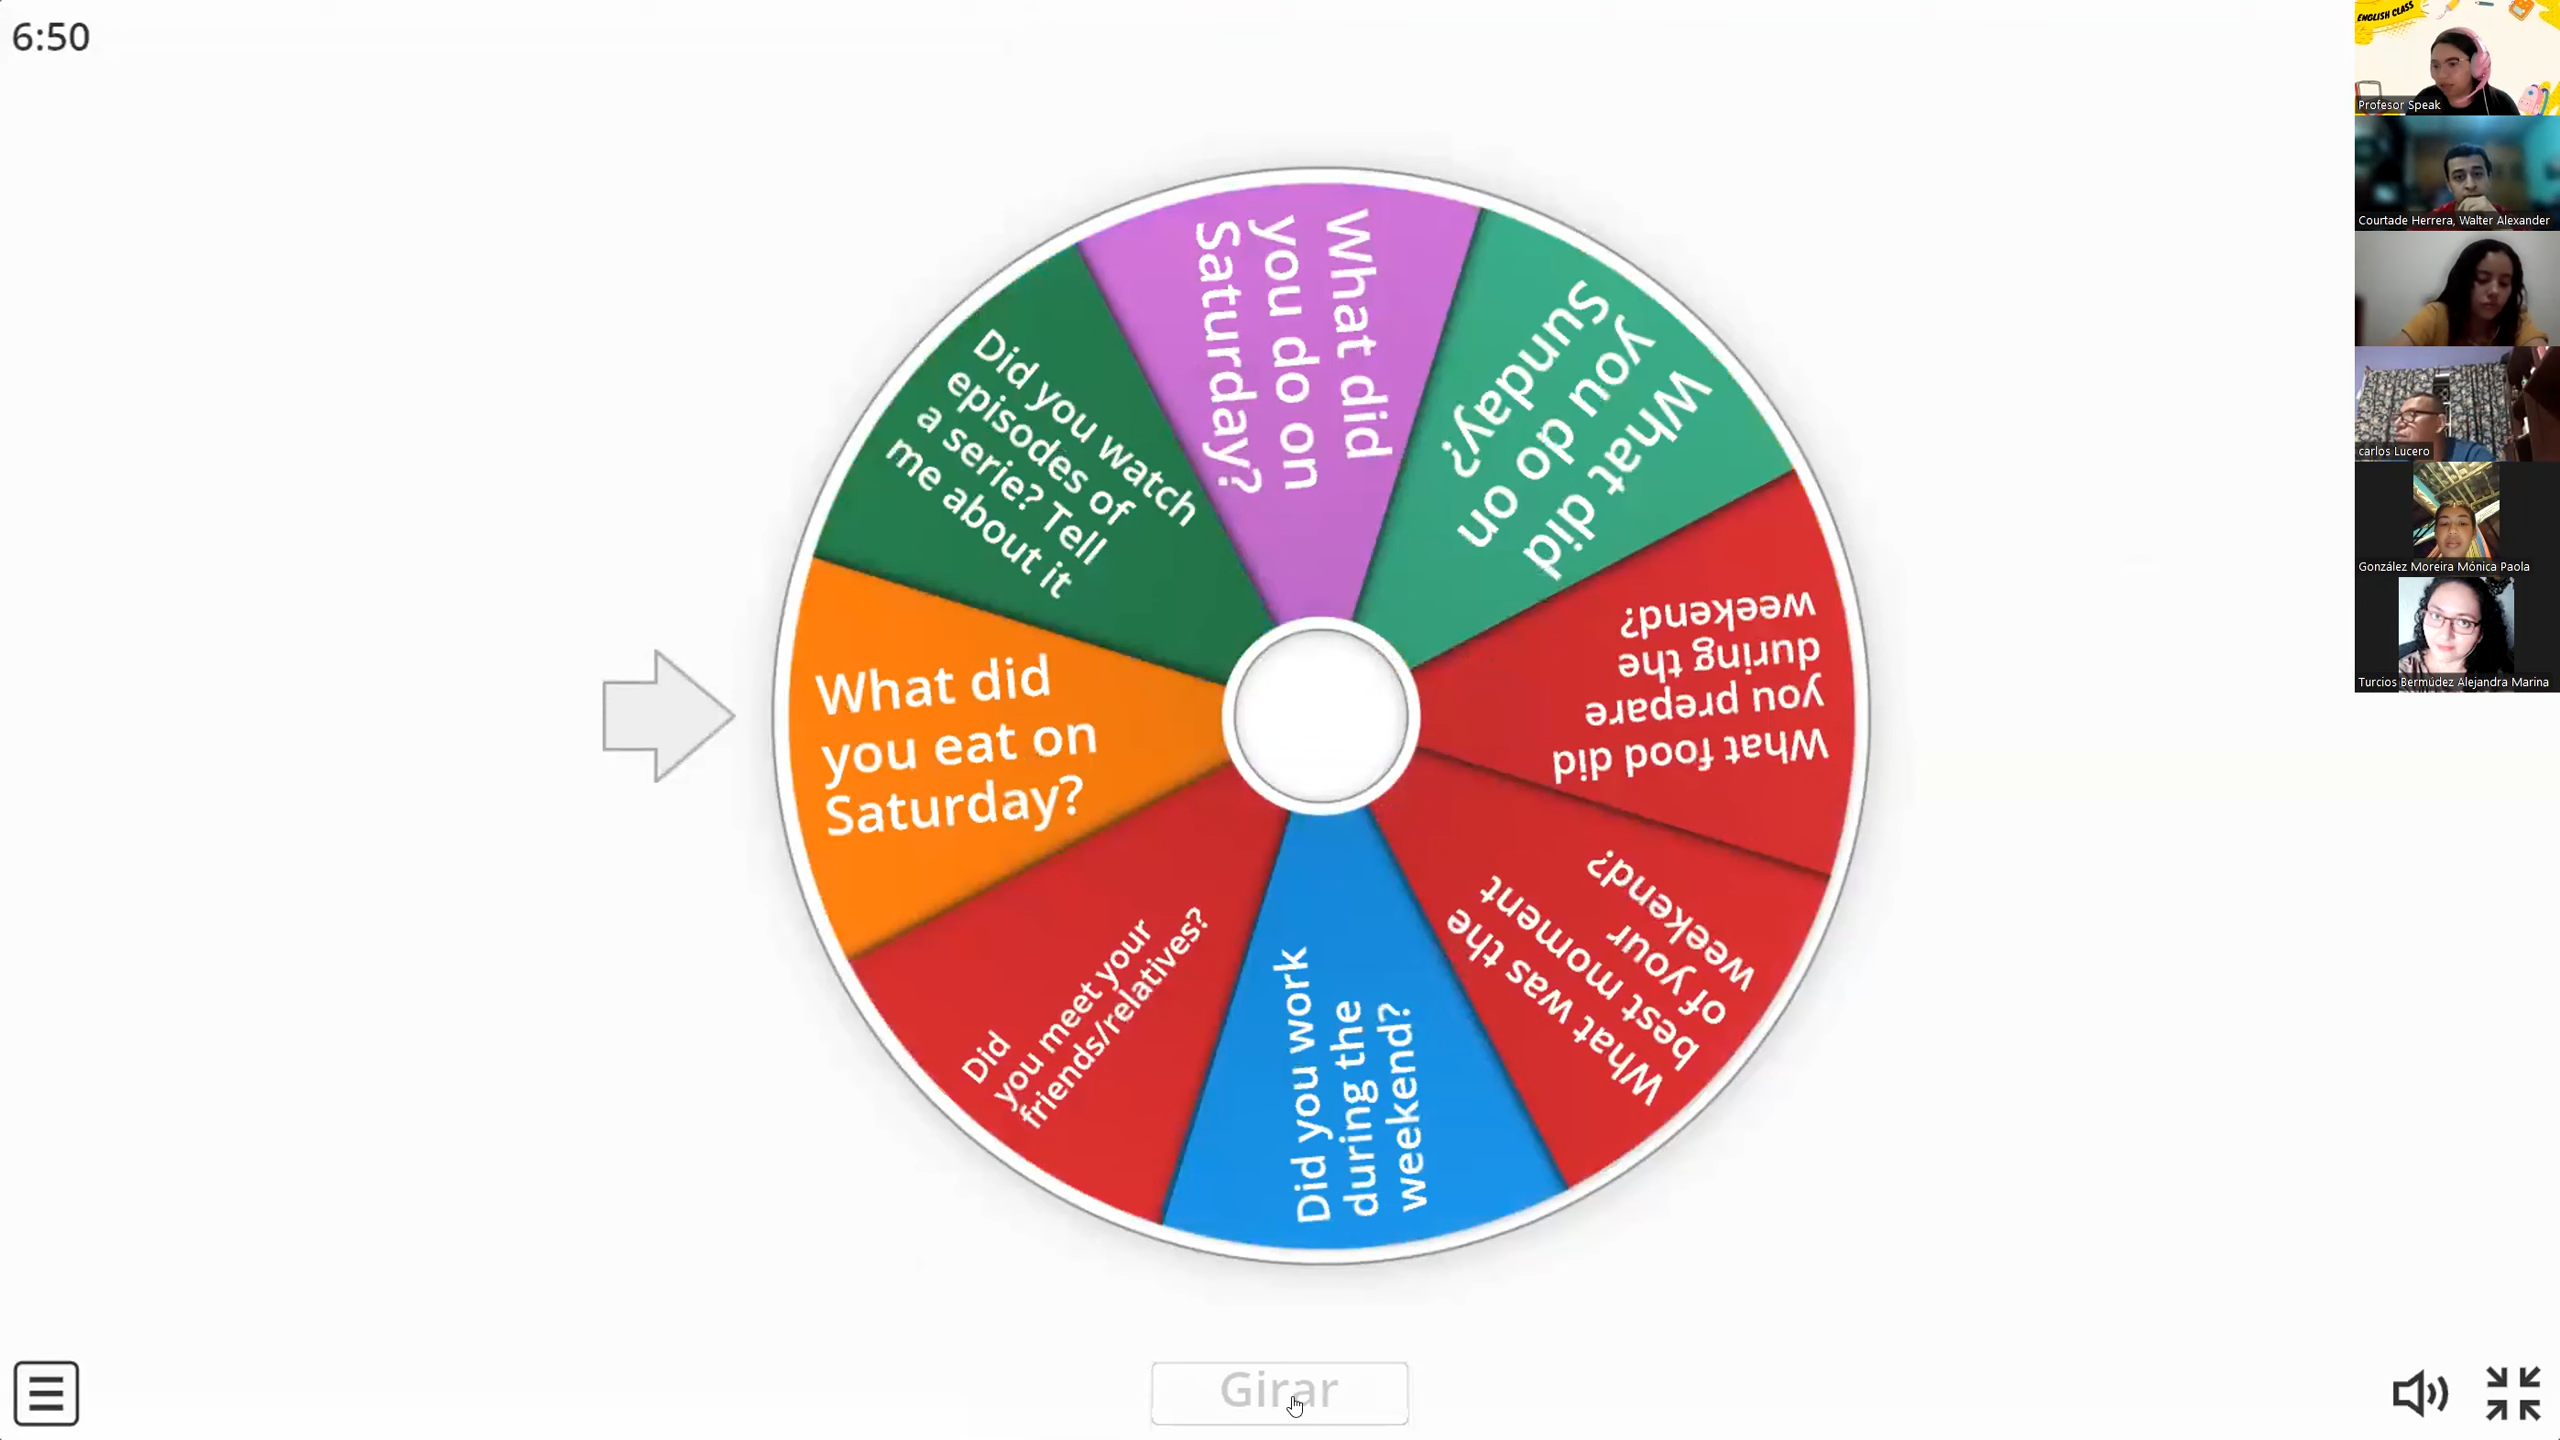 6:50
What did
you do on
Saturday?
What did
you do on
Sunday?
What food did
you prepare
during the
weekend?
What was the
best moment
of your
weekend?
Did you work
during the
weekend?
Did
you meet your
friends/relatives?
What did
you eat on
Saturday?
Did you watch
episodes of
a serie? Tell
me about it
Girar
ENGLISH CLASS
Profesor Speak
Courtade Herrera, Walter Alexander
carlos Lucero
González Moreira Mónica Paola
Turcios Bermúdez Alejandra Marina